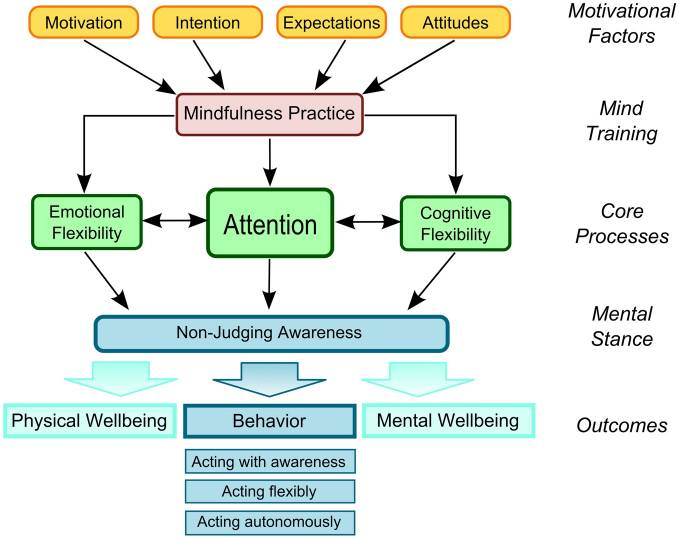 Motivation
Intention
Expectations
Attitudes
Motivational
Factors
Mindfulness Practice
Mind
Training
Emotional
Flexibility
Attention
Cognitive
Flexibility
Core
Processes
Non-Judging Awareness
Mental
Stance
Physical Wellbeing
Behavior
Mental Wellbeing
Outcomes
Acting with awareness
Acting flexibly
Acting autonomously